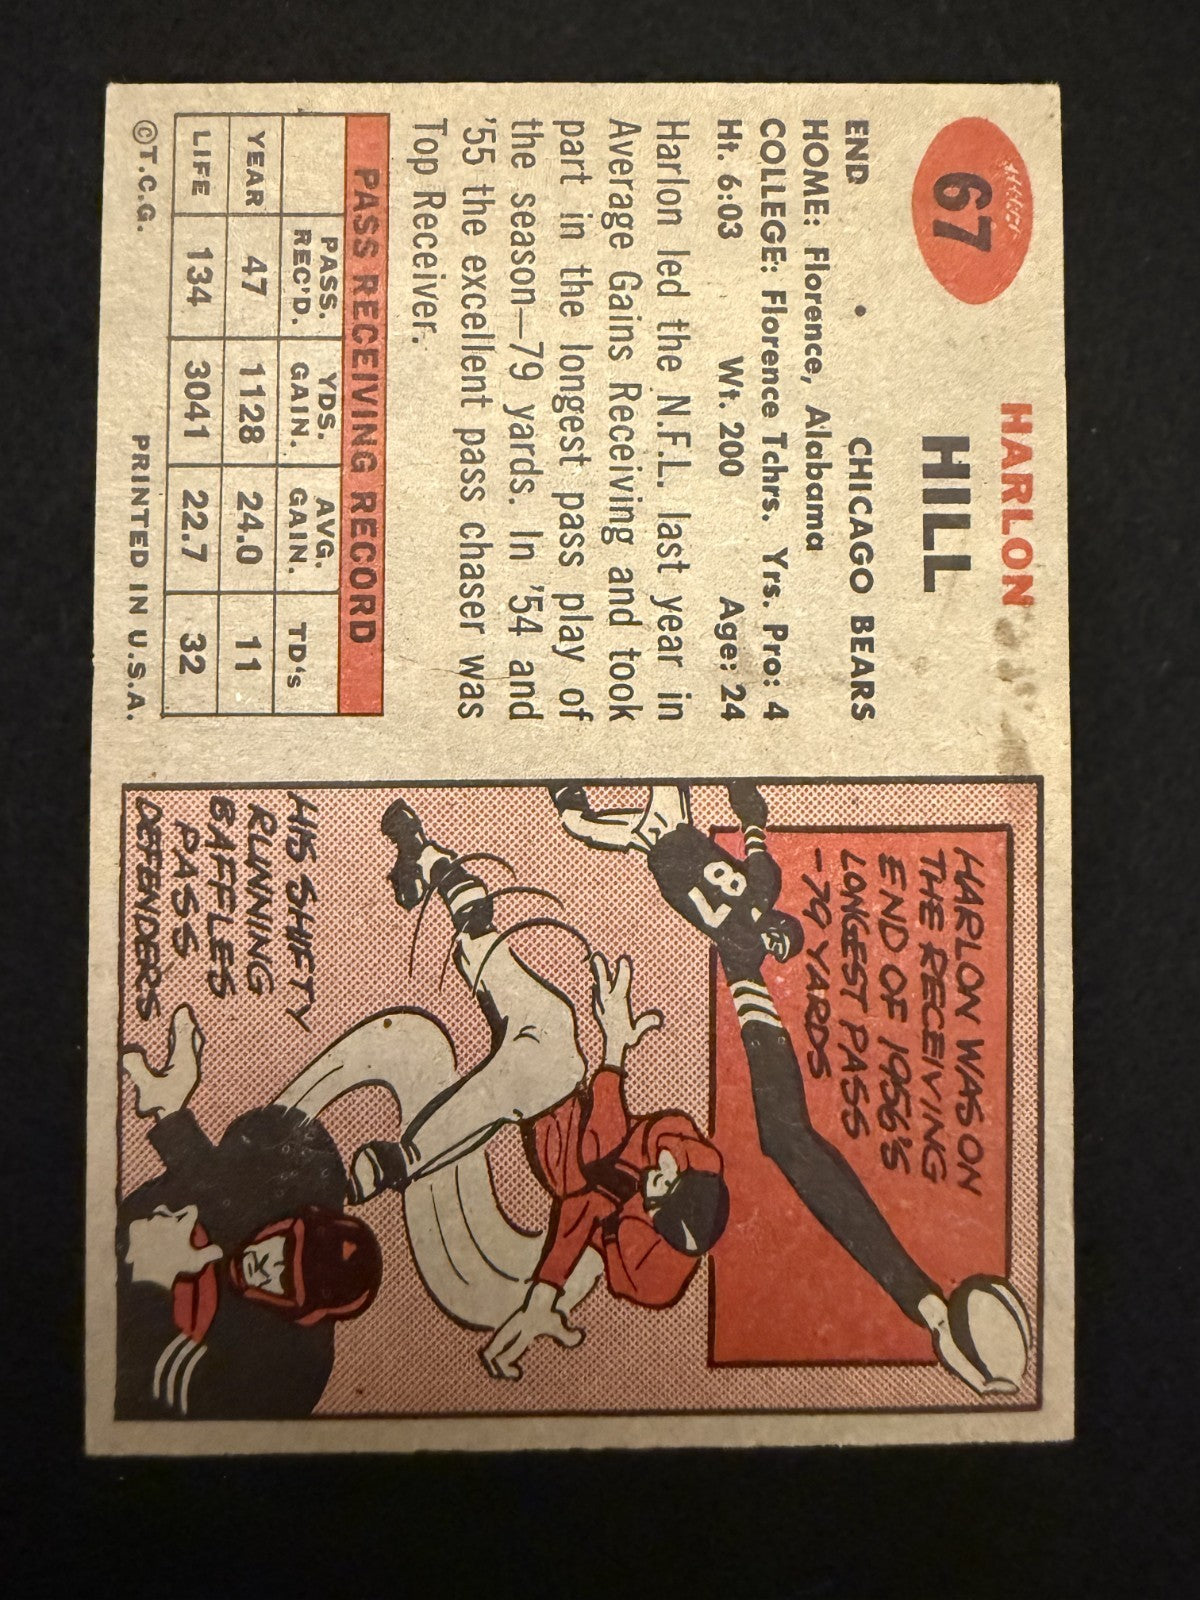 67
HARLON
HILL
END • CHICAGO BEARS
HOME: Florence, Alabama
COLLEGE: Florence Tchrs. Yrs. Pro: 4
Ht. 6:03 Wt. 200 Age: 24
Harlon led the N.F.L. last year in
Average Gains Receiving and took
part in the longest pass play of
the season—79 yards. In '54 and
'55 the excellent pass chaser was
Top Receiver.
PASS RECEIVING RECORD
PASS. REC'D. YDS. GAIN. AVG. GAIN. TD's
YEAR 47 1128 24.0 11
LIFE 134 3041 22.7 32
©T.C.G. PRINTED IN U.S.A.
HARLON WAS ON
THE RECEIVING
END OF 1956'S
LONGEST PASS
-79 YARDS
87
HIS SHIFTY
RUNNING
BAFFLES
PASS
DEFENDERS